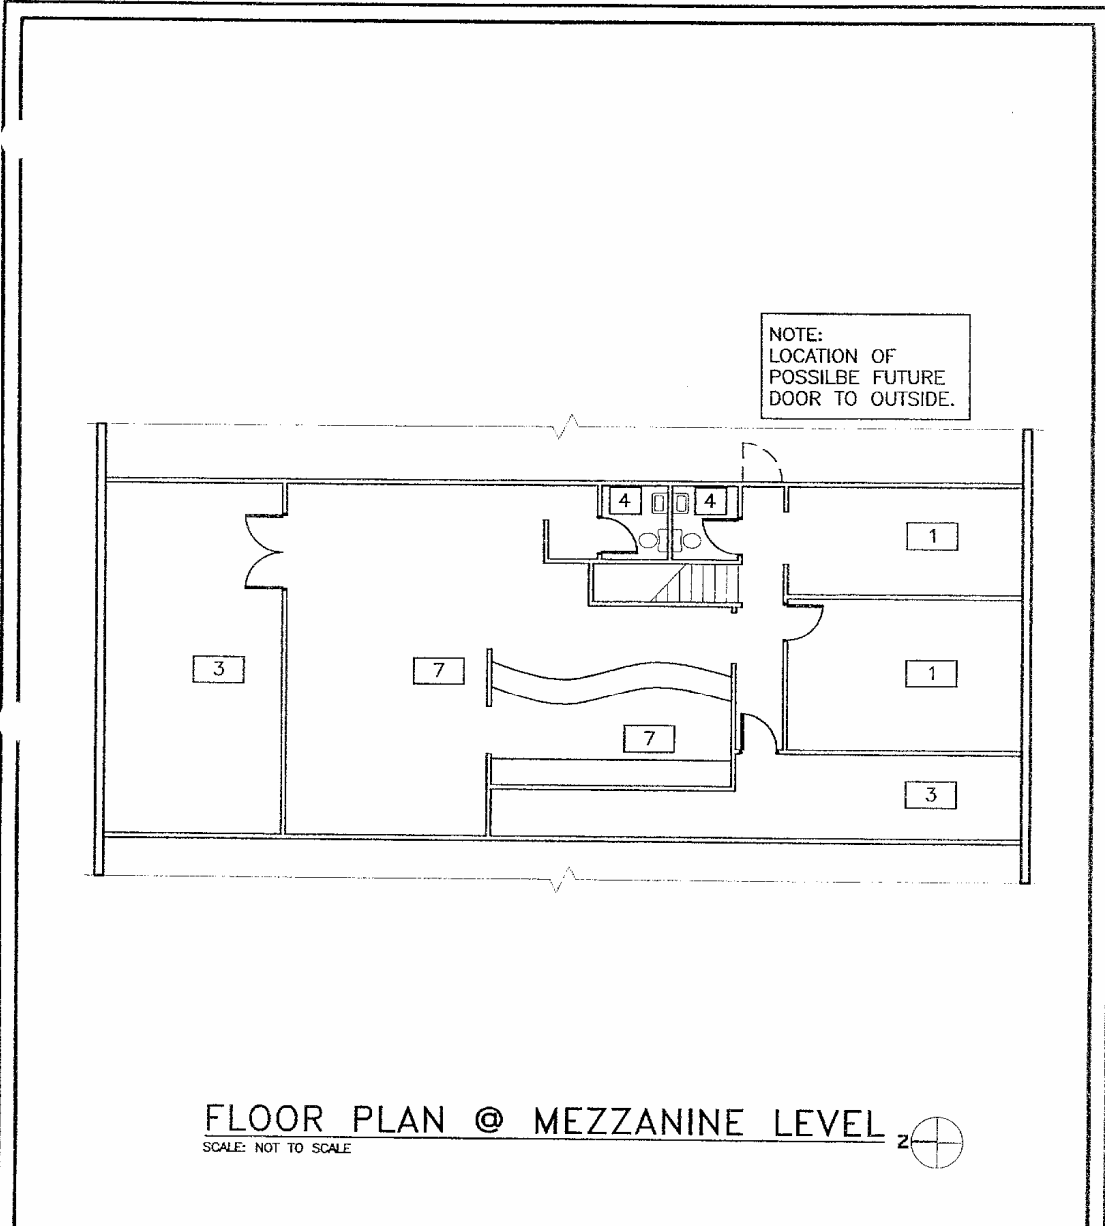 NOTE:
LOCATION OF
POSSILBE FUTURE
DOOR TO OUTSIDE.
4
4
1
3
7
1
7
3
FLOOR PLAN @ MEZZANINE LEVEL
SCALE: NOT TO SCALE
N